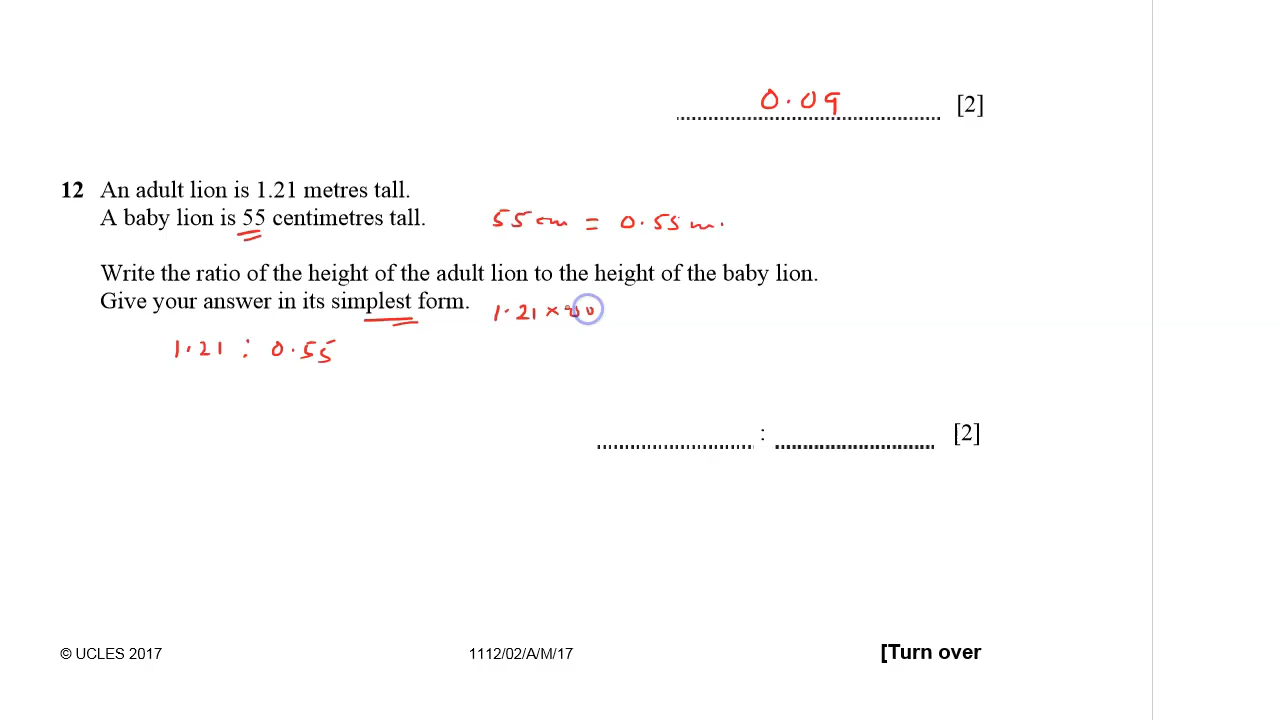 0.09 [2]
12 An adult lion is 1.21 metres tall.
A baby lion is 55 centimetres tall. 55cm = 0.55 m.
Write the ratio of the height of the adult lion to the height of the baby lion.
Give your answer in its simplest form. 1.21 ×
1.21 : 0.55
: [2]
© UCLES 2017 1112/02/A/M/17 [Turn over